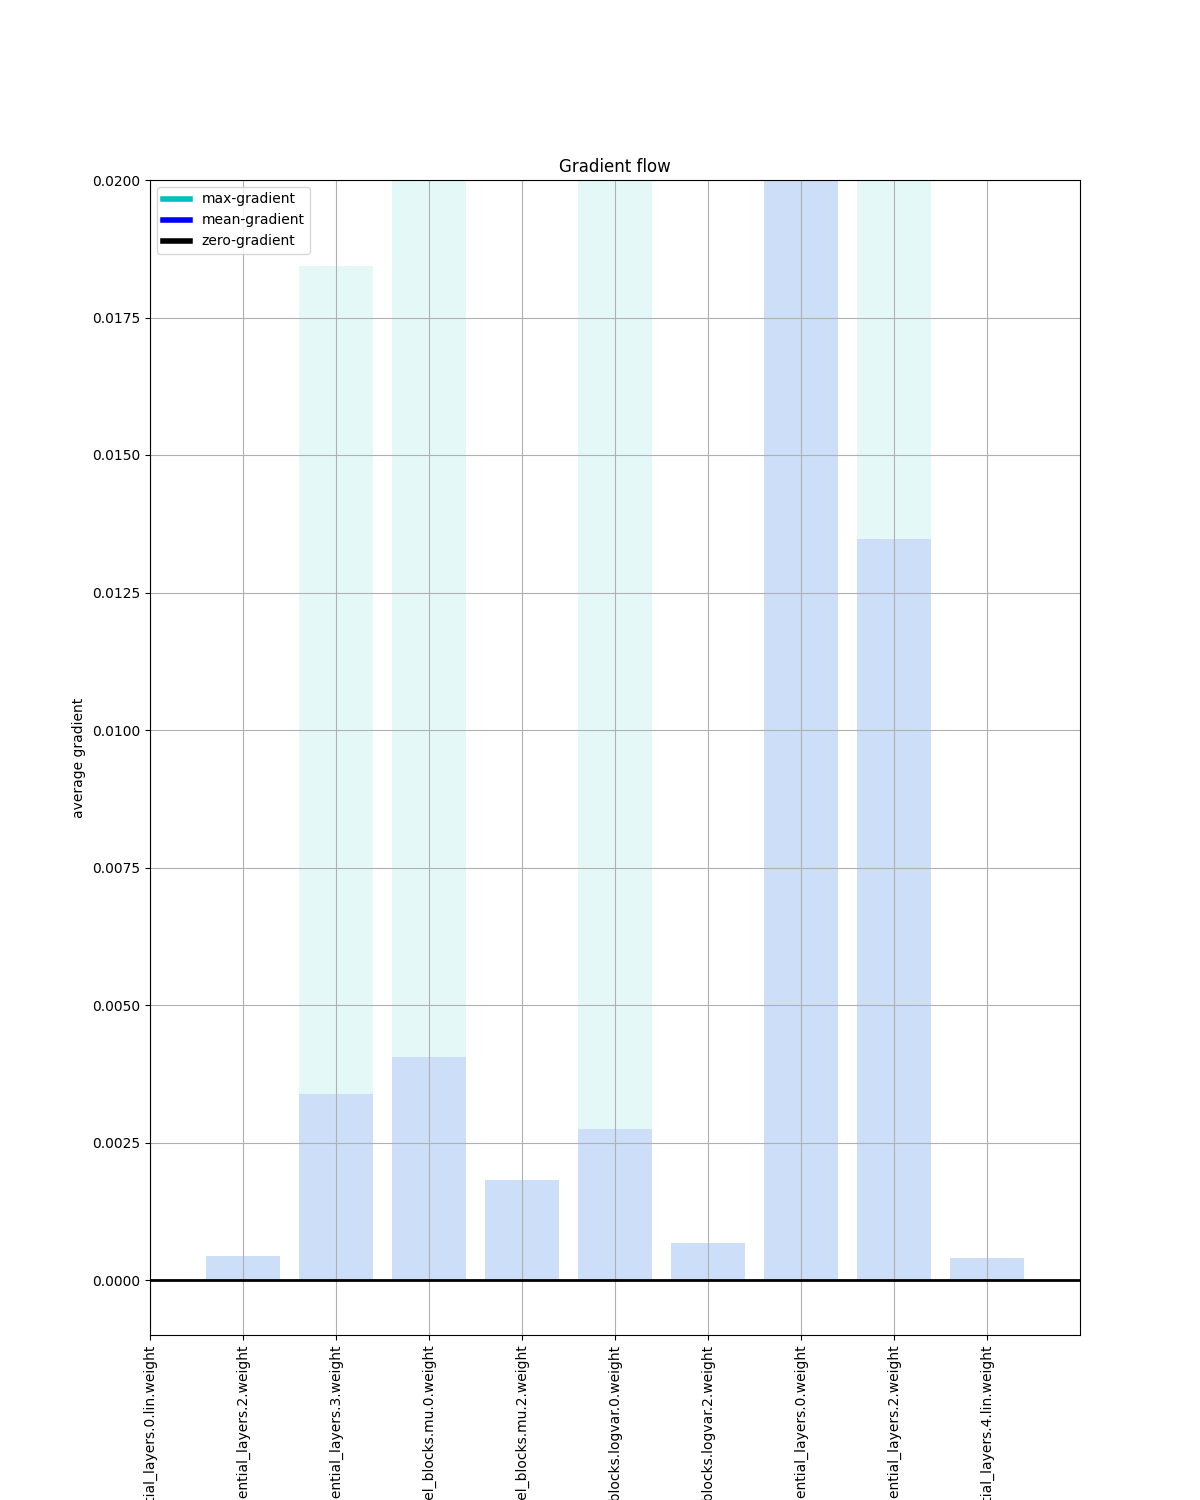 Gradient flow
max-gradient
mean-gradient
zero-gradient
0.0200
0.0175
0.0150
0.0125
0.0100
0.0075
0.0050
0.0025
0.0000
average gradient
tial_layers.0.lin.weight
ential_layers.2.weight
ential_layers.3.weight
el_blocks.mu.0.weight
el_blocks.mu.2.weight
blocks.logvar.0.weight
blocks.logvar.2.weight
ential_layers.0.weight
ential_layers.2.weight
tial_layers.4.lin.weight